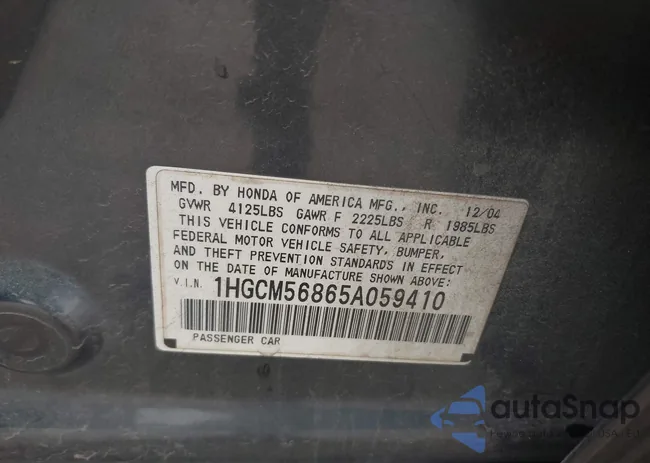 MFD. BY HONDA OF AMERICA MFG., INC. 12/04
GVWR 4125LBS GAWR F 2225LBS R 1985LBS
THIS VEHICLE CONFORMS TO ALL APPLICABLE
FEDERAL MOTOR VEHICLE SAFETY, BUMPER,
AND THEFT PREVENTION STANDARDS IN EFFECT
ON THE DATE OF MANUFACTURE SHOWN ABOVE:
V.I.N. 1HGCM56865A059410
PASSENGER CAR
autaSnap